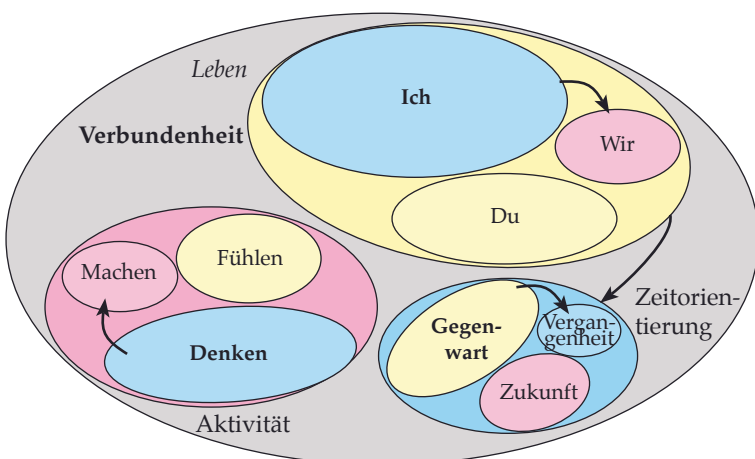 Leben
Ich
Verbundenheit
Wir
Du
Fühlen
Machen
Denken
Aktivität
Zeitorien-
tierung
Gegen-
wart
Vergan-
genheit
Zukunft